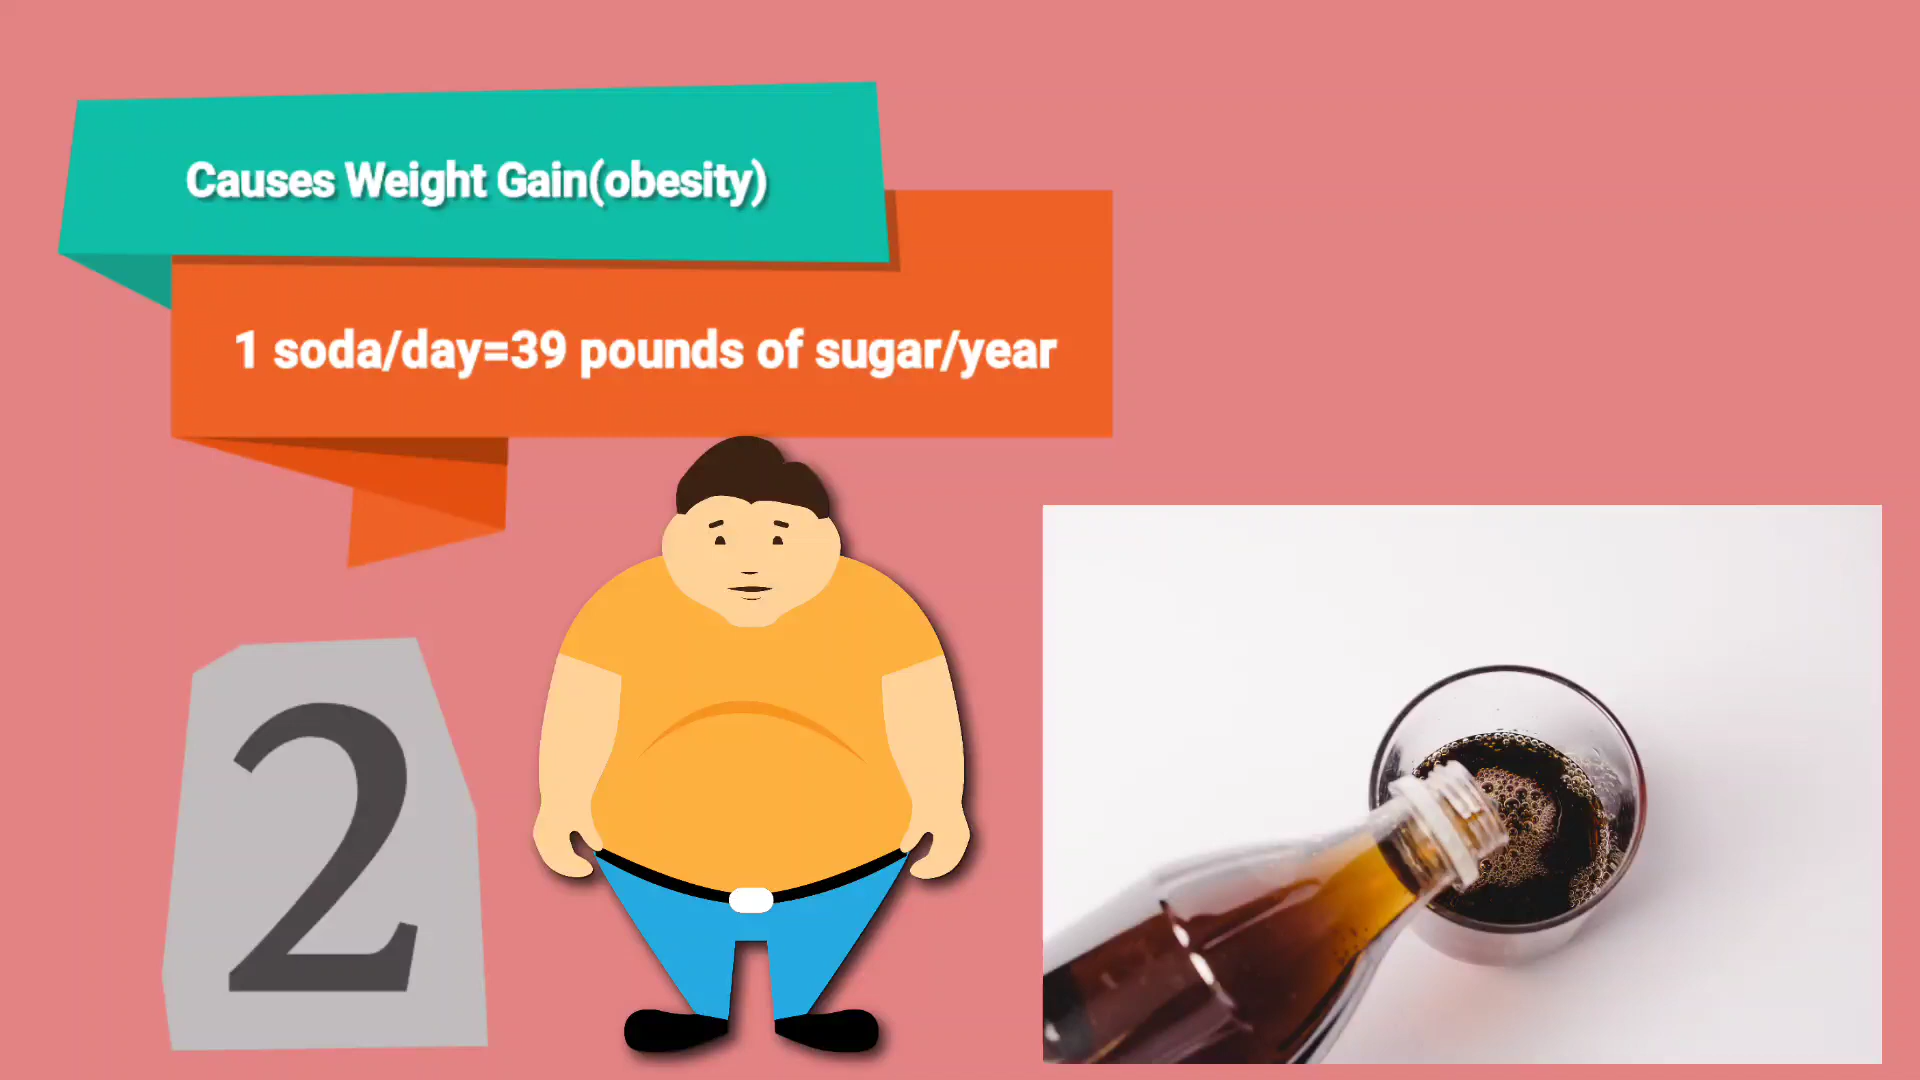 Causes Weight Gain(obesity)
1 soda/day=39 pounds of sugar/year
2